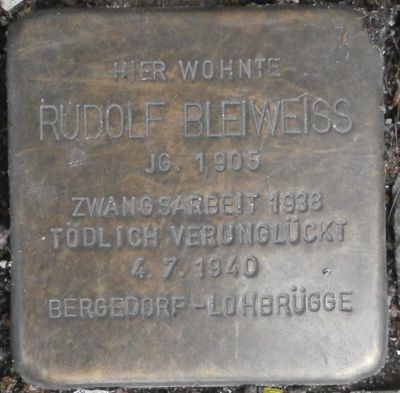 HIER WOHNTE
RUDOLF BLEIWEISS
JG. 1905
ZWANGSARBEIT 1938
TÖDLICH VERUNGLÜCKT
4.7.1940
BERGEDORF-LOHBRÜGGE